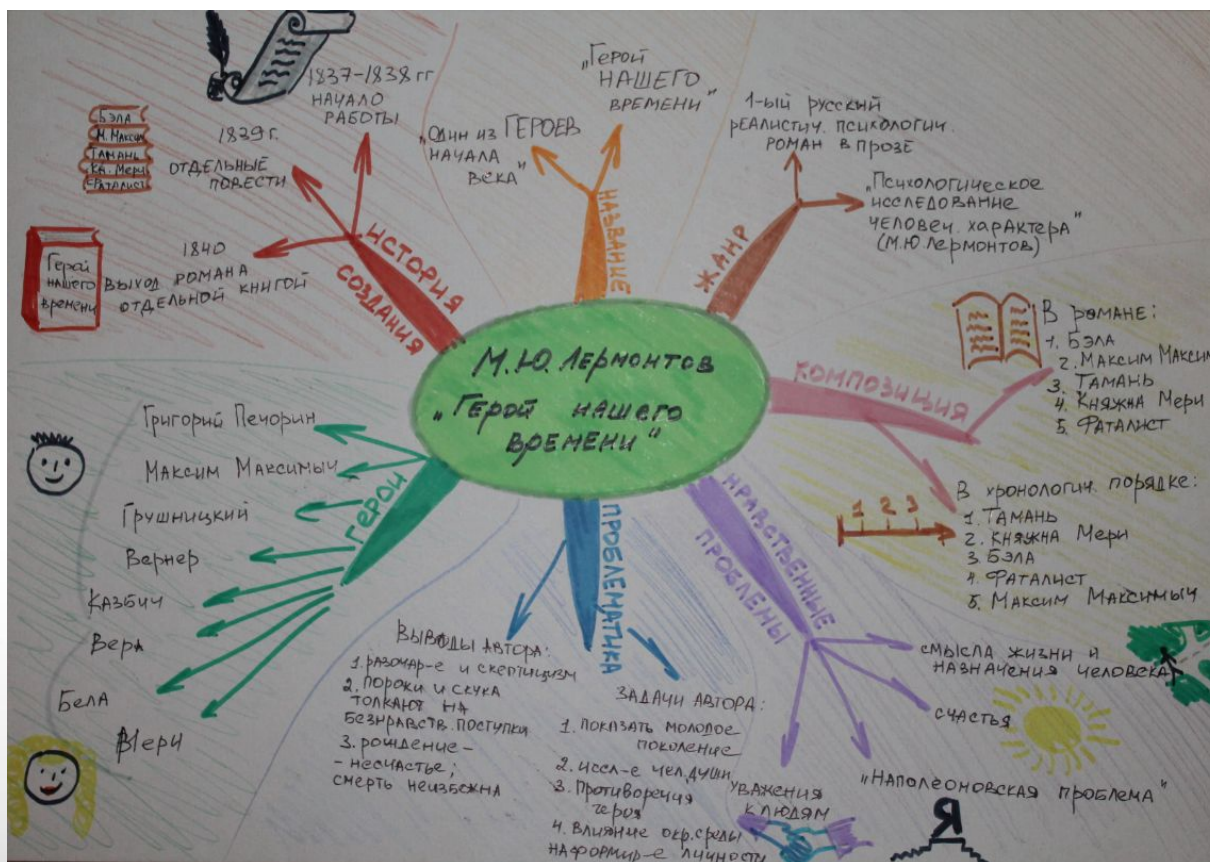 М.Ю. Лермонтов
„Герой нашего
времени"
ИСТОРИЯ
СОЗДАНИЯ
1837-1838 гг
НАЧАЛО
РАБОТЫ
1839 г.
ОТДЕЛЬНЫЕ
ПОВЕСТИ
БЭЛА
М.Максим
ТАМАНЬ
Кн. Мери
Фаталист
1840
ВЫХОД РОМАНА
ОТДЕЛЬНОЙ КНИГОЙ
Герой
нашего
времени
НАЗВАНИЕ
„Один из ГЕРОЕВ
НАЧАЛА
ВЕКА"
„Герой
НАШЕГО
ВРЕМЕНИ"
ЖАНР
1-ый русский
реалистич. психологич.
роман в прозе
„Психологическое
исследование
человеч. характера"
(М.Ю. Лермонтов)
КОМПОЗИЦИЯ
В романе:
1. БЭЛА
2. Максим Максим
3. ТАМАНЬ
4. Княжна Мери
5. Фаталист
В хронологич. порядке:
1 2 3
1. ТАМАНЬ
2. Княжна Мери
3. БЭЛА
4. Фаталист
5. Максим Максимыч
НРАВСТВЕННЫЕ
ПРОБЛЕМЫ
смысла жизни и
назначения человека
счастья
„Наполеоновская проблема"
УВАЖЕНИЯ
К ЛЮДЯМ
ПРОБЛЕМАТИКА
Выводы автора:
1. разочар-е и скептицизм
2. пороки и скука
толкают на
безнравств. поступки
3. рождение –
– несчастье;
смерть неизбежна
Задачи автора:
1. показать молодое
поколение
2. иссл-е чел.души
3. Противоречия
героя
4. Влияние окр.среды
на формир-е личности
ГЕРОИ
Григорий Печорин
Максим Максимыч
Грушницкий
Вернер
Казбич
Вера
Бела
Мери